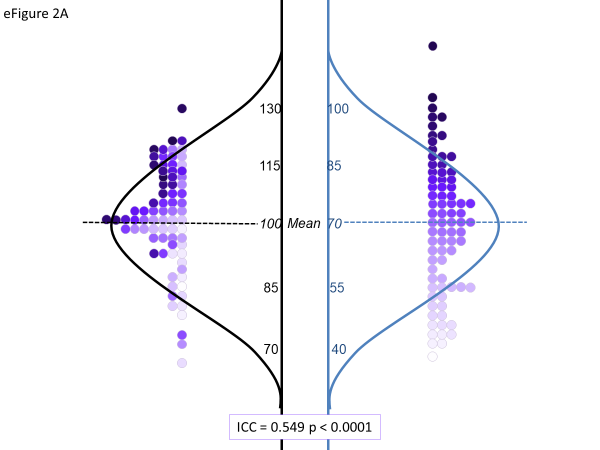 eFigure 2A
130 100
115 85
100 Mean 70
85 55
70 40
ICC = 0.549 p < 0.0001